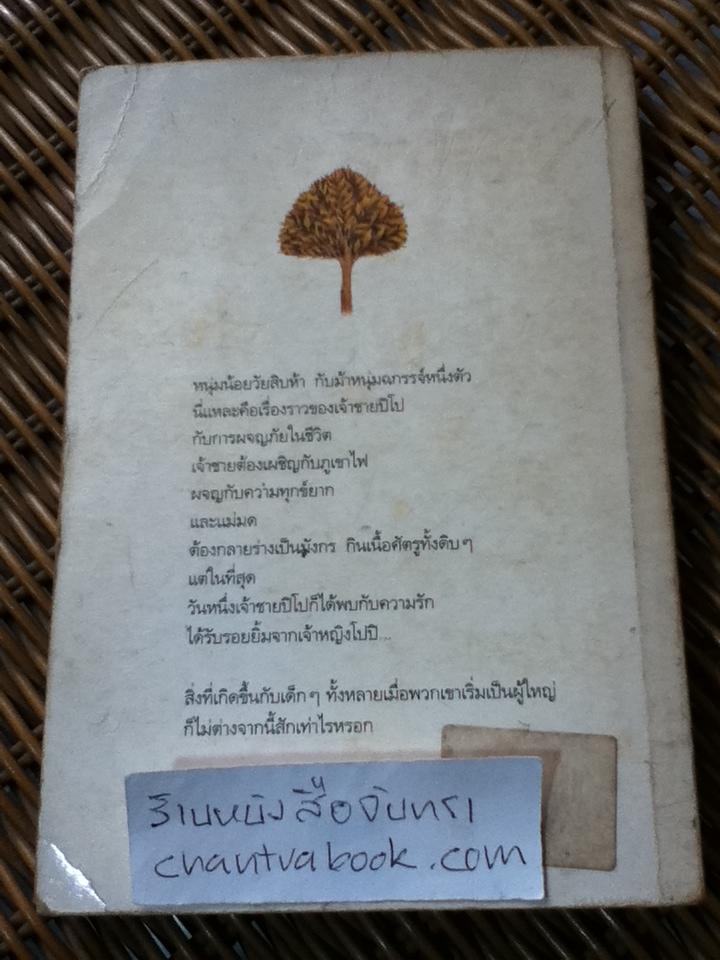 หนุ่มน้อยวัยสิบห้า กับม้าหนุ่มฉกรรจ์หนึ่งตัว
นี่แหละคือเรื่องราวของเจ้าชายปิโป
กับการผจญภัยในชีวิต
เจ้าชายต้องเผชิญกับภูเขาไฟ
ผจญกับความทุกข์ยาก
และแม่มด
ต้องกลายร่างเป็นมังกร กินเนื้อศัตรูทั้งดิบๆ
แต่ในที่สุด
วันหนึ่งเจ้าชายปิโปก็ได้พบกับความรัก
ได้รับรอยยิ้มจากเจ้าหญิงโปปิ...
สิ่งที่เกิดขึ้นกับเด็กๆ ทั้งหลายเมื่อพวกเขาเริ่มเป็นผู้ใหญ่
ก็ไม่ต่างจากนี้สักเท่าไรหรอก
ร้านหนังสือจันทรา
chantrabook.com